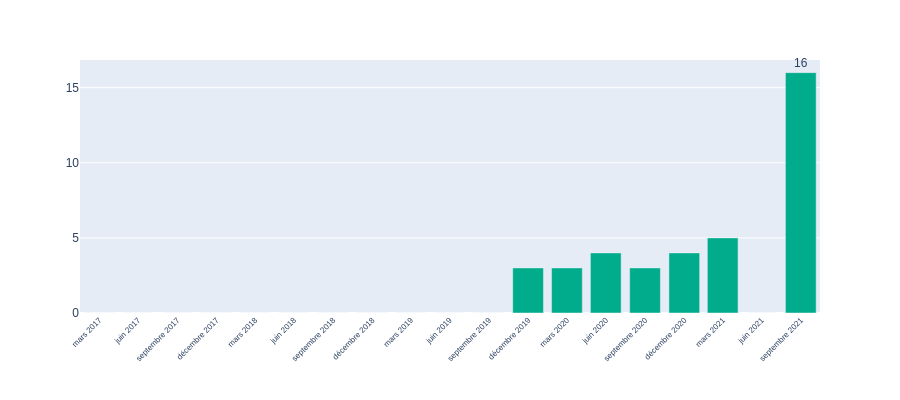 16
15
10
5
0
mars 2017
juin 2017
septembre 2017
décembre 2017
mars 2018
juin 2018
septembre 2018
décembre 2018
mars 2019
juin 2019
septembre 2019
décembre 2019
mars 2020
juin 2020
septembre 2020
décembre 2020
mars 2021
juin 2021
septembre 2021